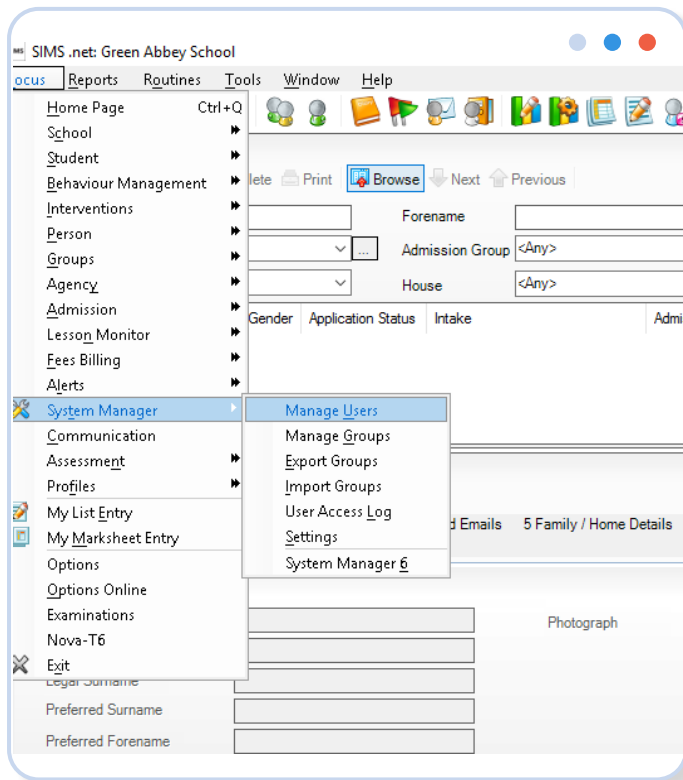 SIMS .net: Green Abbey School
ocus Reports Routines Tools Window Help
Home Page Ctrl+Q
School
Student
Behaviour Management
Interventions
Person
Groups
Agency
Admission
Lesson Monitor
Fees Billing
Alerts
System Manager
Communication
Assessment
Profiles
My List Entry
My Marksheet Entry
Options
Options Online
Examinations
Nova-T6
Exit
Manage Users
Manage Groups
Export Groups
Import Groups
User Access Log
Settings
System Manager 6
lete Print Browse Next Previous
Forename
... Admission Group <Any>
House <Any>
Gender Application Status Intake Admi
d Emails 5 Family / Home Details
Photograph
Legal Surname
Preferred Surname
Preferred Forename